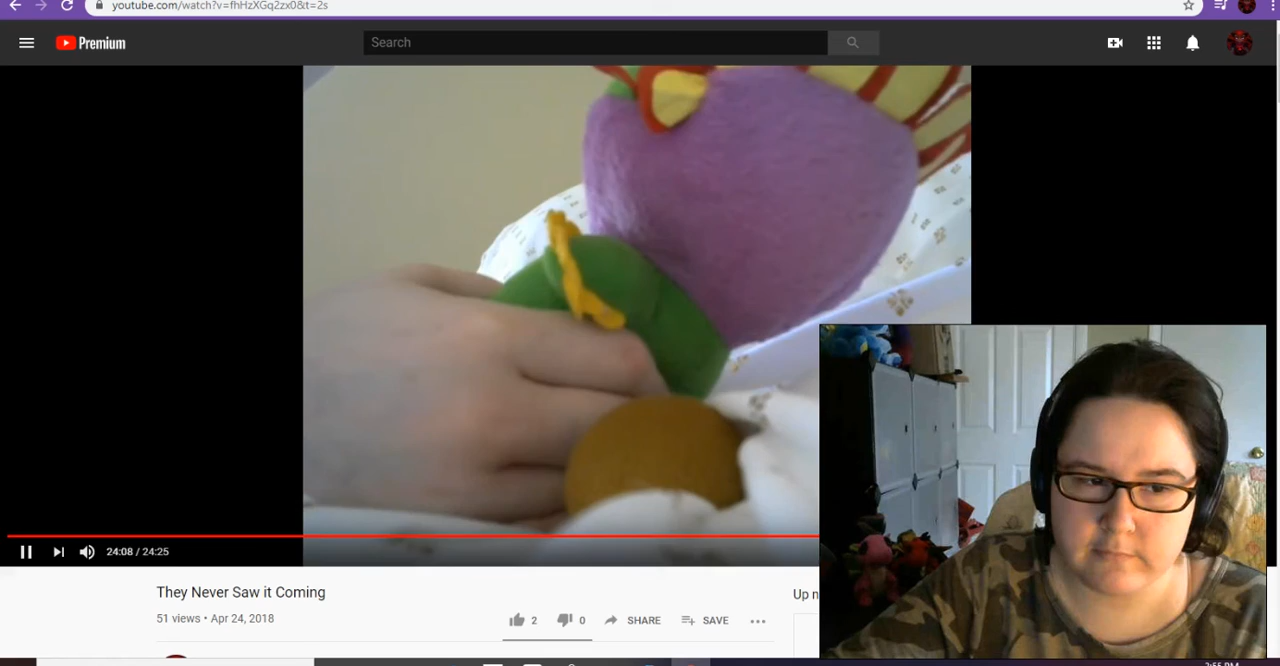 youtube.com/watch?v=fhHzXGq2zx0&t=2s
Premium
Search
24:08 / 24:25
They Never Saw it Coming
Up n
51 views • Apr 24, 2018
2
0
SHARE
SAVE